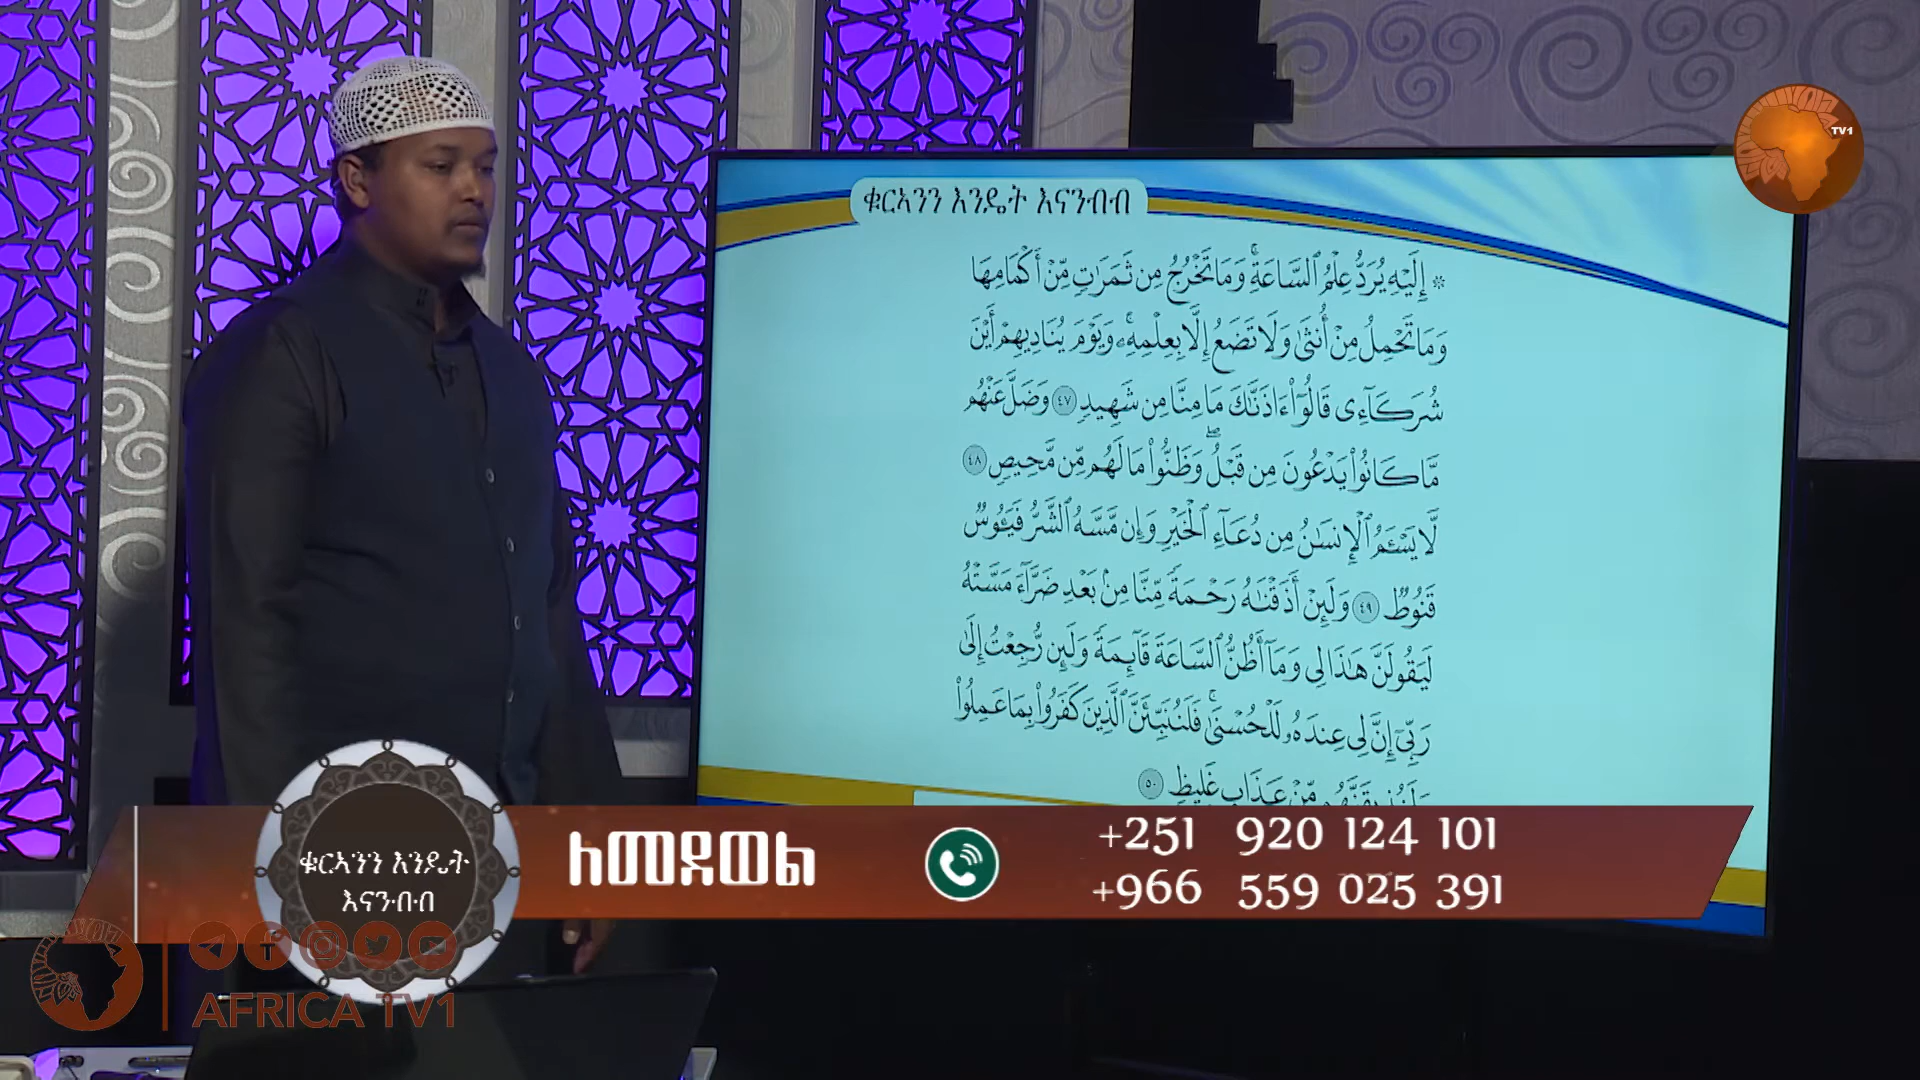 TV1
ቁርኣንን እንዴት እናንብብ
۞ إِلَيْهِ يُرَدُّ عِلْمُ ٱلسَّاعَةِۚ وَمَا تَخْرُجُ مِن ثَمَرَٰتٖ مِّنْ أَكْمَامِهَا
وَمَا تَحْمِلُ مِنْ أُنثَىٰ وَلَا تَضَعُ إِلَّا بِعِلْمِهِۦۚ وَيَوْمَ يُنَادِيهِمْ أَيْنَ
شُرَكَآءِى قَالُوٓا۟ ءَاذَنَّٰكَ مَا مِنَّا مِن شَهِيدٖ ٤٧ وَضَلَّ عَنْهُم
مَّا كَانُوا۟ يَدْعُونَ مِن قَبْلُۖ وَظَنُّوا۟ مَا لَهُم مِّن مَّحِيصٖ ٤٨
لَّا يَسْـَٔمُ ٱلْإِنسَٰنُ مِن دُعَآءِ ٱلْخَيْرِ وَإِن مَّسَّهُ ٱلشَّرُّ فَيَـُٔوسٞ
قَنُوطٞ ٤٩ وَلَئِنْ أَذَقْنَٰهُ رَحْمَةٗ مِّنَّا مِنۢ بَعْدِ ضَرَّآءَ مَسَّتْهُ
لَيَقُولَنَّ هَٰذَا لِى وَمَآ أَظُنُّ ٱلسَّاعَةَ قَآئِمَةٗ وَلَئِن رُّجِعْتُ إِلَىٰ
رَبِّىٓ إِنَّ لِى عِندَهُۥ لَلْحُسْنَىٰۚ فَلَنُنَبِّئَنَّ ٱلَّذِينَ كَفَرُوا۟ بِمَا عَمِلُوا۟
وَلَنُذِيقَنَّهُم مِّنْ عَذَابٍ غَلِيظٖ ٥٠
ቁርኣንን እንዴት
እናንብብ
ለመደወል
+251 920 124 101
+966 559 025 391
AFRICA TV1